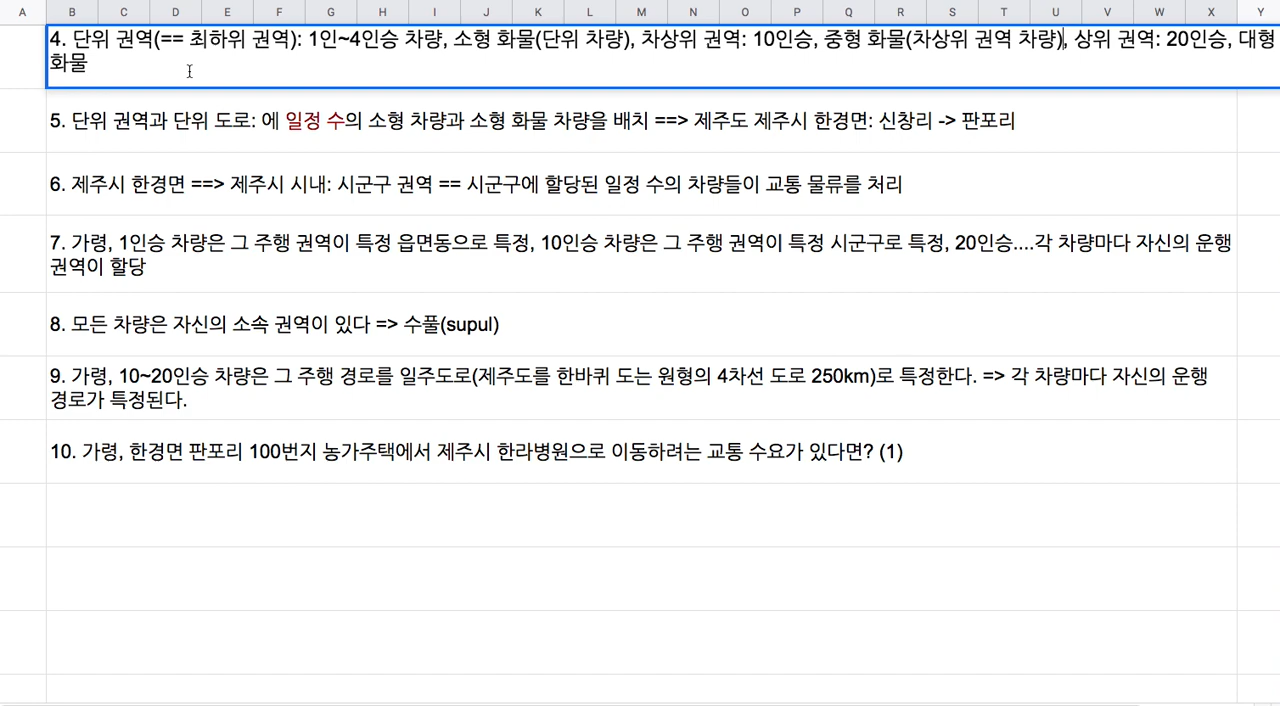 A B C D E F G H I J K L M N O P Q R S T U V W X Y
4. 단위 권역(== 최하위 권역): 1인~4인승 차량, 소형 화물(단위 차량), 차상위 권역: 10인승, 중형 화물(차상위 권역 차량), 상위 권역: 20인승, 대형
화물
5. 단위 권역과 단위 도로: 에 일정 수의 소형 차량과 소형 화물 차량을 배치 ==> 제주도 제주시 한경면: 신창리 -> 판포리
6. 제주시 한경면 ==> 제주시 시내: 시군구 권역 == 시군구에 할당된 일정 수의 차량들이 교통 물류를 처리
7. 가령, 1인승 차량은 그 주행 권역이 특정 읍면동으로 특정, 10인승 차량은 그 주행 권역이 특정 시군구로 특정, 20인승....각 차량마다 자신의 운행
권역이 할당
8. 모든 차량은 자신의 소속 권역이 있다 => 수풀(supul)
9. 가령, 10~20인승 차량은 그 주행 경로를 일주도로(제주도를 한바퀴 도는 원형의 4차선 도로 250km)로 특정한다. => 각 차량마다 자신의 운행
경로가 특정된다.
10. 가령, 한경면 판포리 100번지 농가주택에서 제주시 한라병원으로 이동하려는 교통 수요가 있다면? (1)